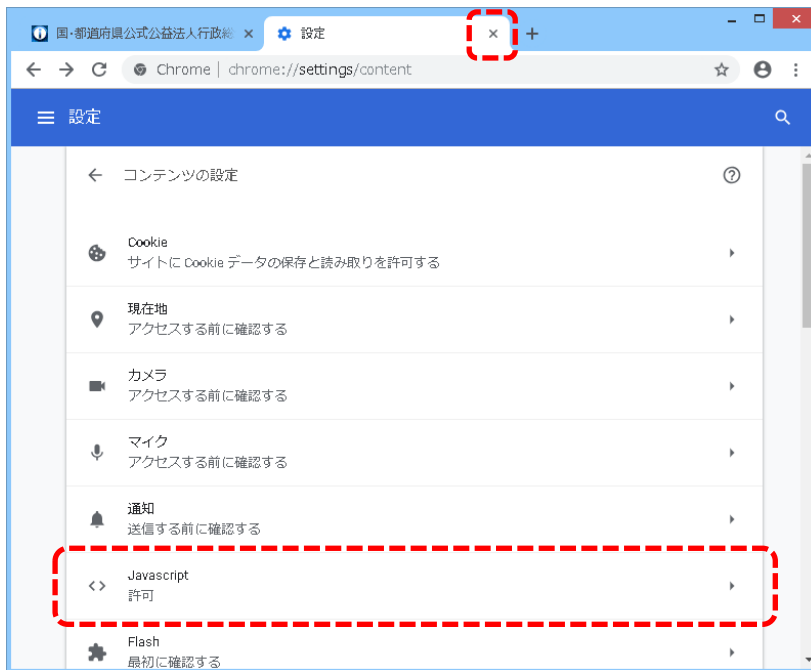 国・都道府県公式公益法人行政総
設定
Chrome | chrome://settings/content
設定
コンテンツの設定
Cookie
サイトに Cookie データの保存と読み取りを許可する
現在地
アクセスする前に確認する
カメラ
アクセスする前に確認する
マイク
アクセスする前に確認する
通知
送信する前に確認する
Javascript
許可
Flash
最初に確認する